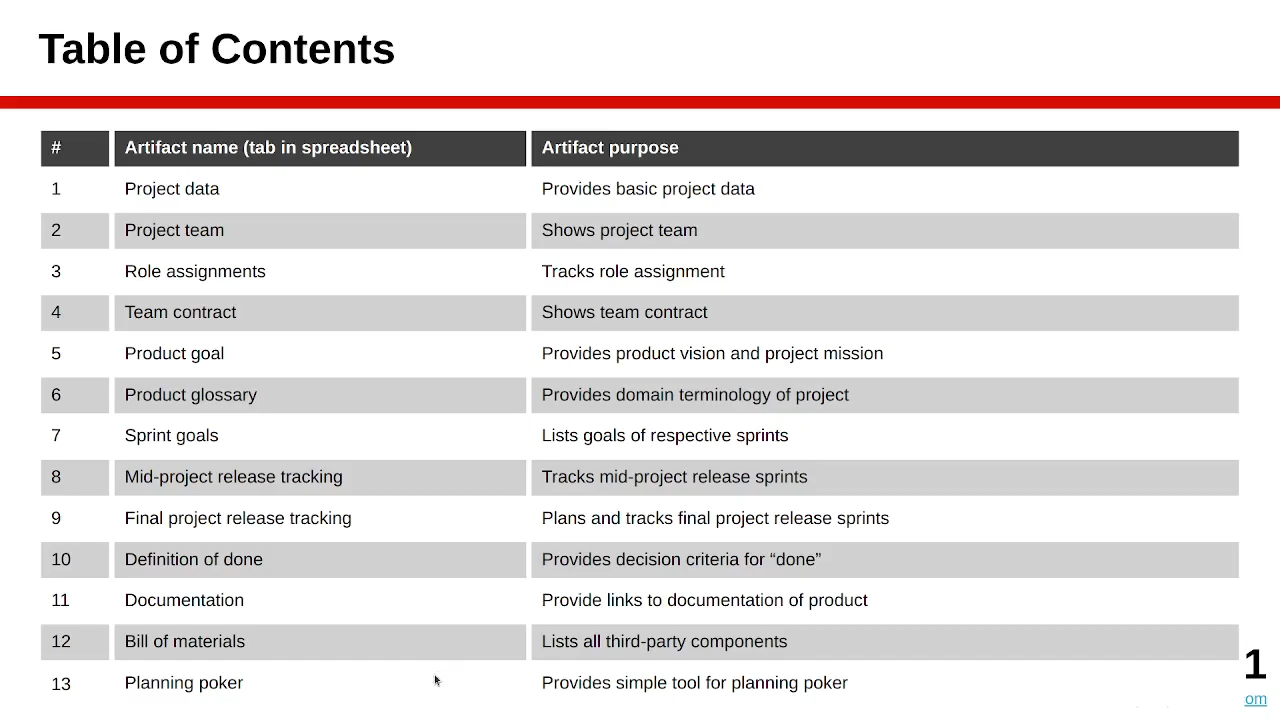 Table of Contents
# Artifact name (tab in spreadsheet) Artifact purpose
1 Project data Provides basic project data
2 Project team Shows project team
3 Role assignments Tracks role assignment
4 Team contract Shows team contract
5 Product goal Provides product vision and project mission
6 Product glossary Provides domain terminology of project
7 Sprint goals Lists goals of respective sprints
8 Mid-project release tracking Tracks mid-project release sprints
9 Final project release tracking Plans and tracks final project release sprints
10 Definition of done Provides decision criteria for “done”
11 Documentation Provide links to documentation of product
12 Bill of materials Lists all third-party components
13 Planning poker Provides simple tool for planning poker
1
om